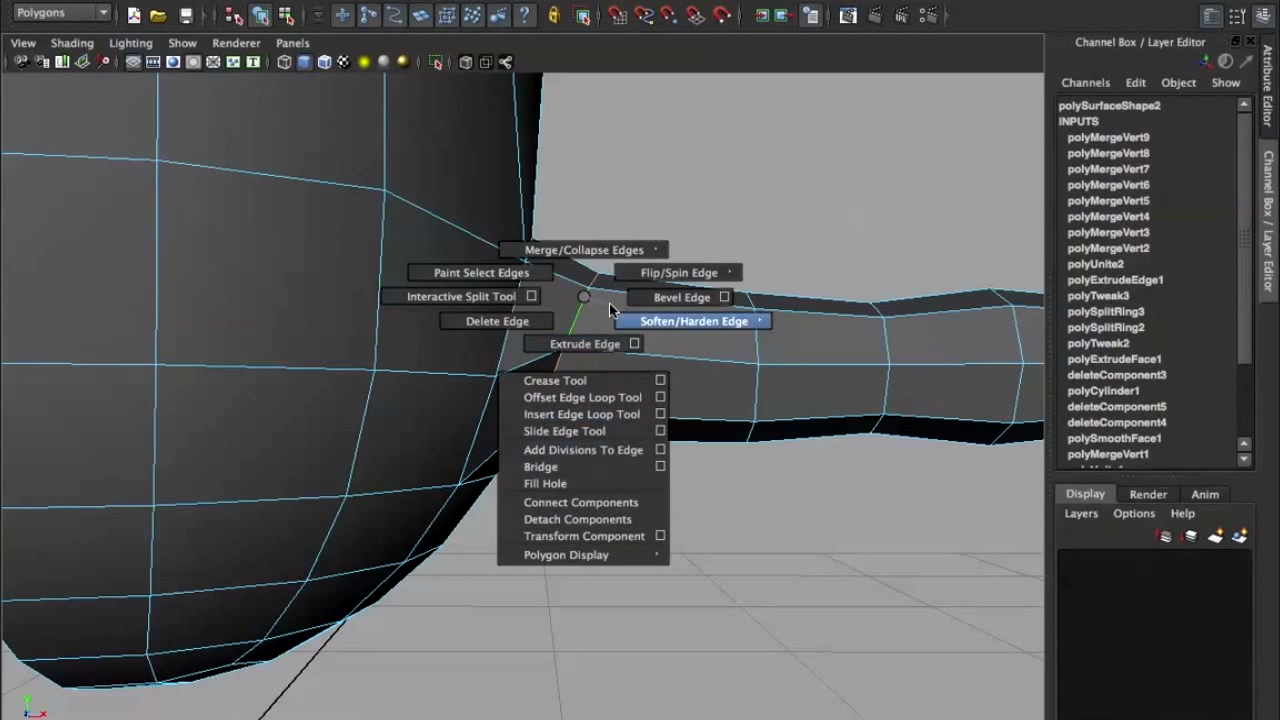 Polygons
View Shading Lighting Show Renderer Panels
Channel Box / Layer Editor
Channels Edit Object Show
polySurfaceShape2
INPUTS
polyMergeVert9
polyMergeVert8
polyMergeVert7
polyMergeVert6
polyMergeVert5
polyMergeVert4
polyMergeVert3
polyMergeVert2
polyUnite2
polyExtrudeEdge1
polyTweak3
polySplitRing3
polySplitRing2
polyTweak2
polyExtrudeFace1
deleteComponent3
polyCylinder1
deleteComponent5
deleteComponent4
polySmoothFace1
polyMergeVert1
Display Render Anim
Layers Options Help
Attribute Editor
Channel Box / Layer Editor
Merge/Collapse Edges
Paint Select Edges
Flip/Spin Edge
Interactive Split Tool
Bevel Edge
Delete Edge
Soften/Harden Edge
Extrude Edge
Crease Tool
Offset Edge Loop Tool
Insert Edge Loop Tool
Slide Edge Tool
Add Divisions To Edge
Bridge
Fill Hole
Connect Components
Detach Components
Transform Component
Polygon Display